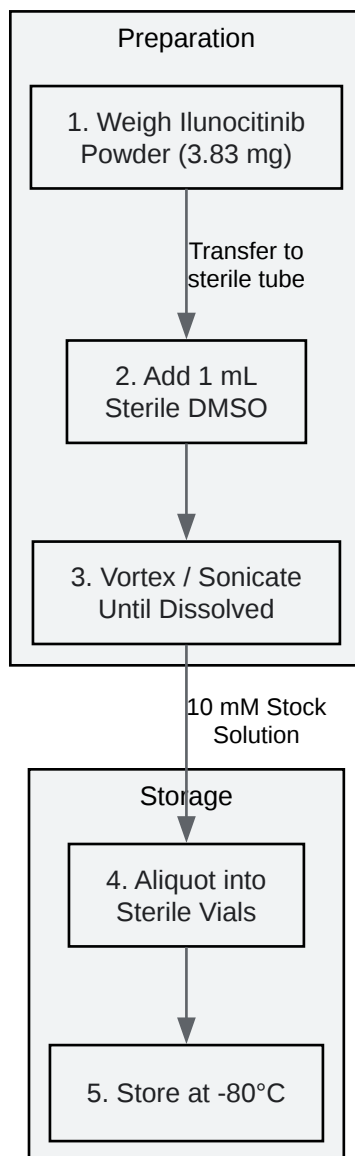 Preparation
1. Weigh Ilunocitinib
Powder (3.83 mg)
Transfer to
sterile tube
2. Add 1 mL
Sterile DMSO
3. Vortex / Sonicate
Until Dissolved
10 mM Stock
Solution
Storage
4. Aliquot into
Sterile Vials
5. Store at -80°C